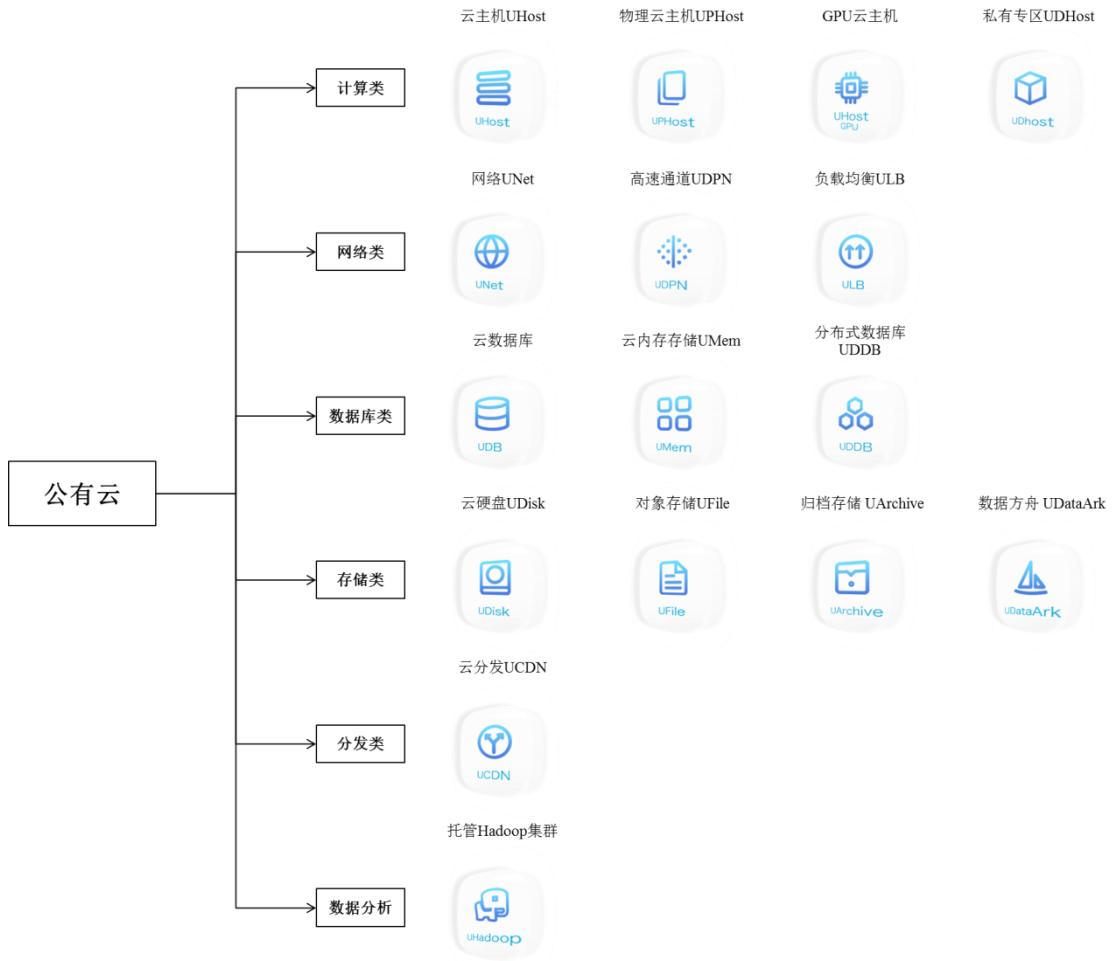 云主机UHost
物理云主机UPHost
GPU云主机
私有专区UDHost
计算类
UHost
UPHost
UHost
GPU
UDhost
网络UNet
高速通道UDPN
负载均衡ULB
网络类
UNet
UDPN
ULB
云数据库
云内存存储UMem
分布式数据库
UDDB
数据库类
UDB
UMem
UDDB
公有云
云硬盘UDisk
对象存储UFile
归档存储 UArchive
数据方舟 UDataArk
存储类
UDisk
UFile
UArchive
UDataArk
云分发UCDN
分发类
UCDN
托管Hadoop集群
数据分析
UHadoop